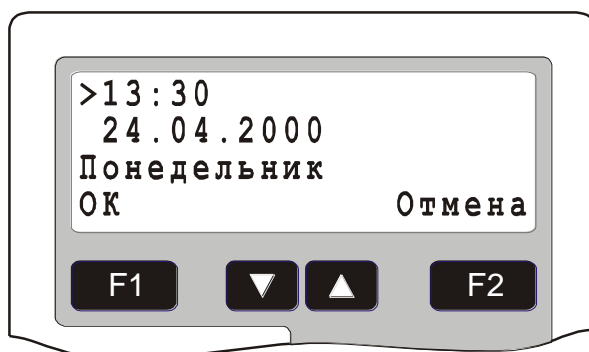 >13:30
24.04.2000
Понедельник
ОК Отмена
F1 F2